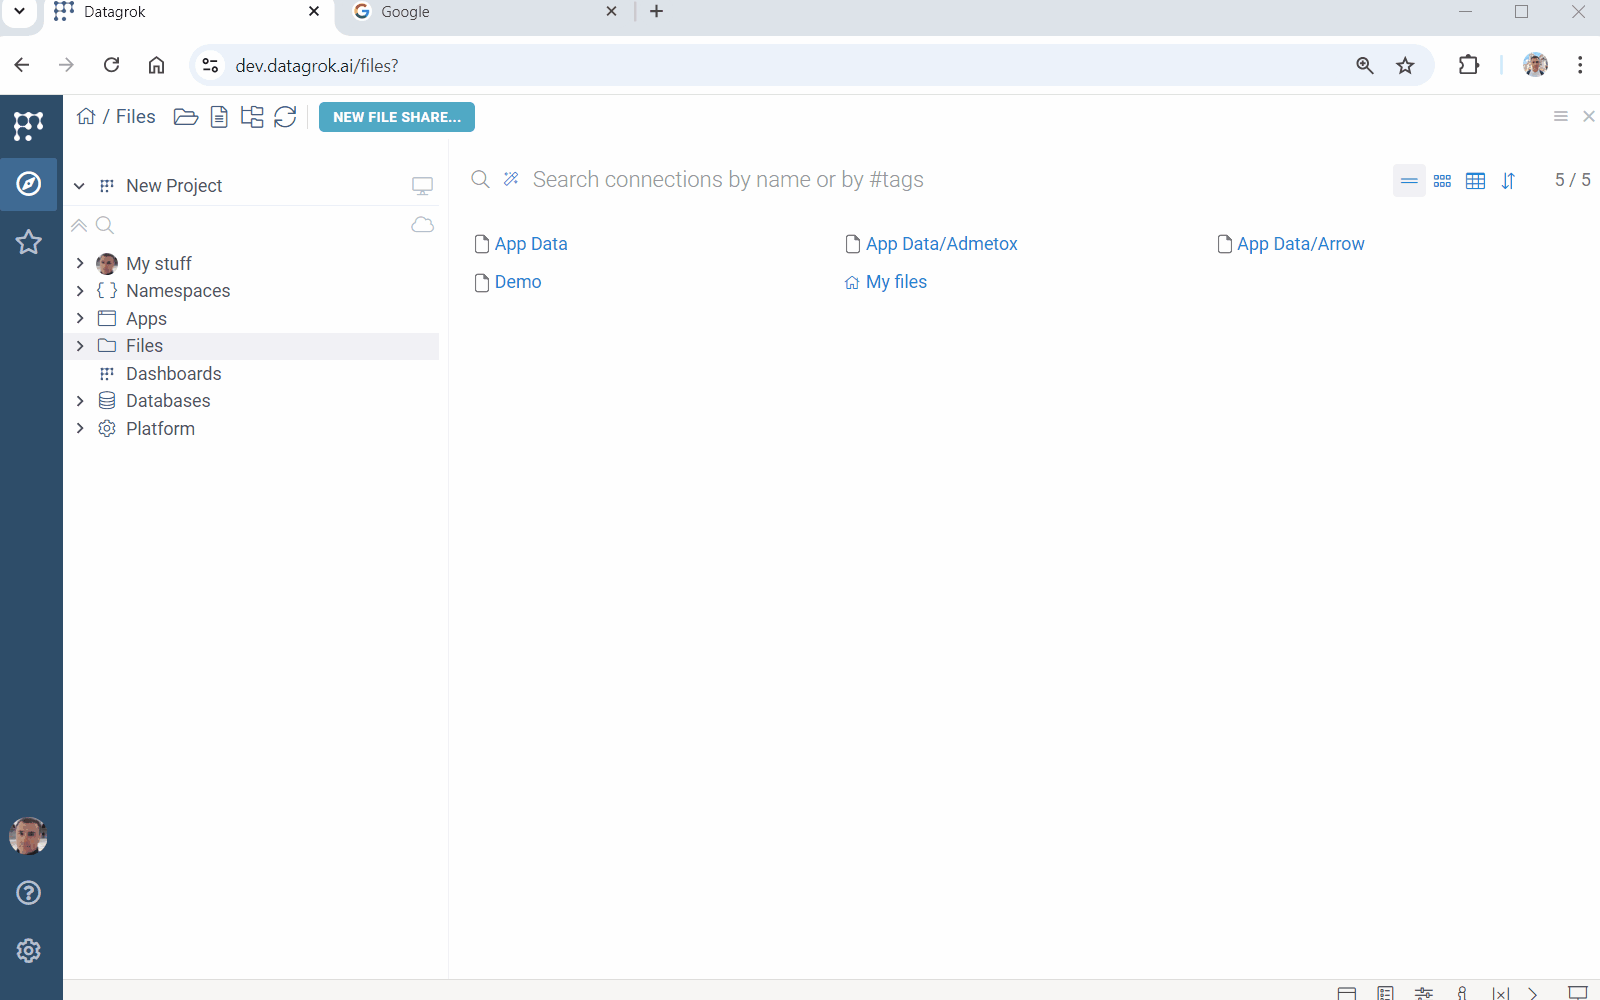 Datagrok
Google
dev.datagrok.ai/files?
/ Files
NEW FILE SHARE...
New Project
Search connections by name or by #tags
5 / 5
My stuff
Namespaces
Apps
Files
Dashboards
Databases
Platform
App Data
App Data/Admetox
App Data/Arrow
Demo
My files